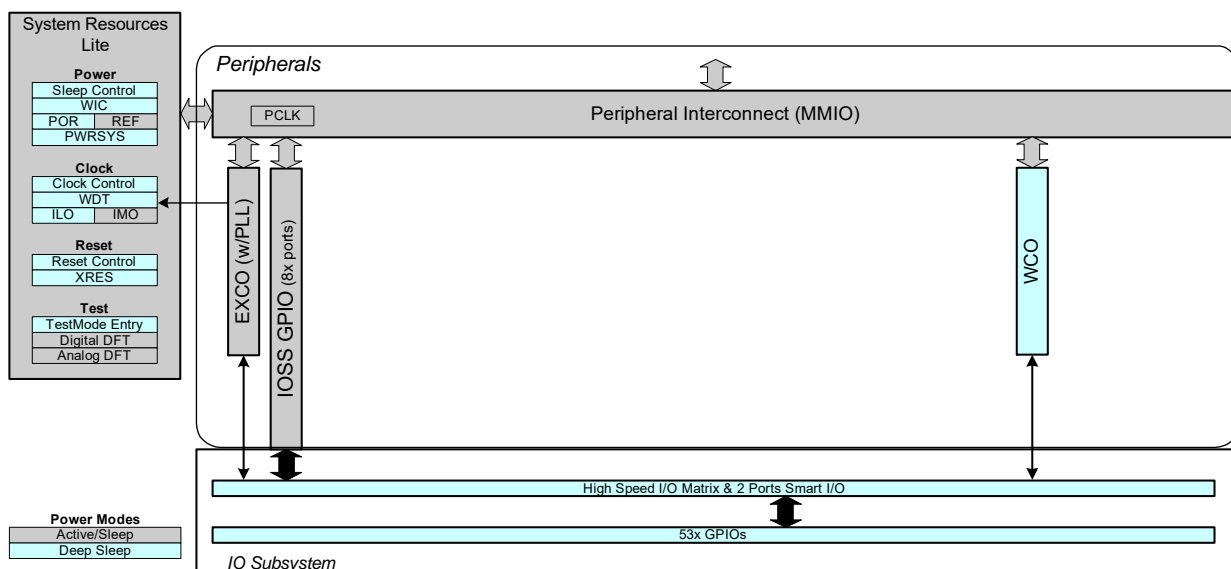 System Resources
Lite
Power
Sleep Control
WIC
POR REF
PWRSYS
Clock
Clock Control
WDT
ILO IMO
Reset
Reset Control
XRES
Test
TestMode Entry
Digital DFT
Analog DFT
Power Modes
Active/Sleep
Deep Sleep
Peripherals
PCLK
Peripheral Interconnect (MMIO)
EXCO (w/PLL)
IOSS GPIO (8x ports)
WCO
High Speed I/O Matrix & 2 Ports Smart I/O
53x GPIOs
IO Subsystem